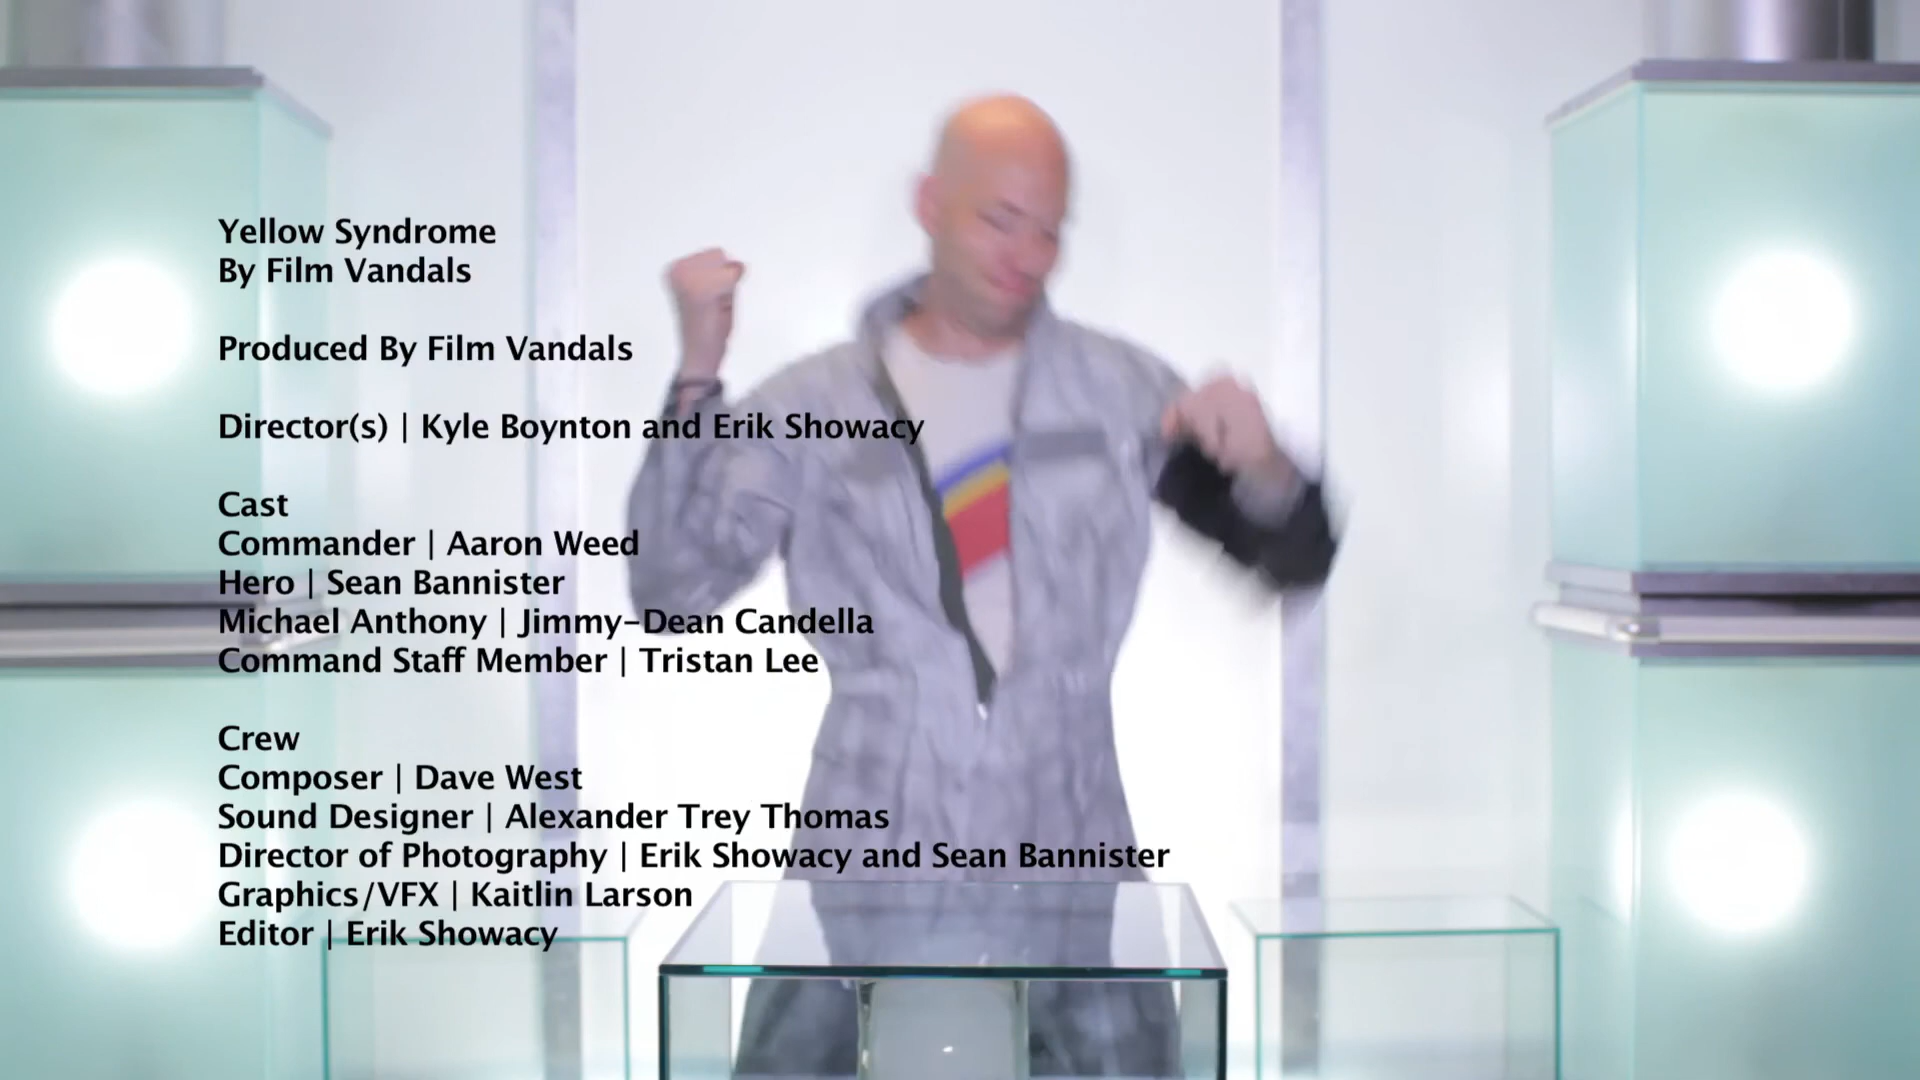 Yellow Syndrome
By Film Vandals
Produced By Film Vandals
Director(s) | Kyle Boynton and Erik Showacy
Cast
Commander | Aaron Weed
Hero | Sean Bannister
Michael Anthony | Jimmy-Dean Candella
Command Staff Member | Tristan Lee
Crew
Composer | Dave West
Sound Designer | Alexander Trey Thomas
Director of Photography | Erik Showacy and Sean Bannister
Graphics/VFX | Kaitlin Larson
Editor | Erik Showacy